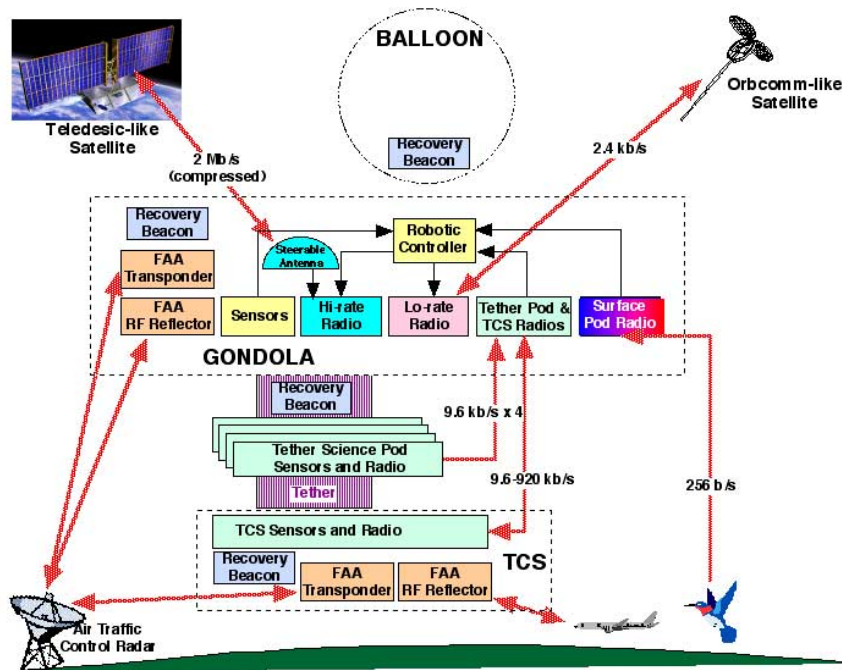 BALLOON
Recovery
Beacon
Teledesic-like
Satellite
2 Mb/s
(compressed)
2.4 kb/s
Orbcomm-like
Satellite
Recovery
Beacon
Steerable
Antenna
Robotic
Controller
FAA
Transponder
FAA
RF Reflector
Sensors
Hi-rate
Radio
Lo-rate
Radio
Tether Pod &
TCS Radios
Surface
Pod Radio
GONDOLA
Recovery
Beacon
9.6 kb/s x 4
Tether Science Pod
Sensors and Radio
9.6-920 kb/s
256 b/s
Tether
TCS Sensors and Radio
TCS
Recovery
Beacon
FAA
Transponder
FAA
RF Reflector
Air Traffic
Control Radar